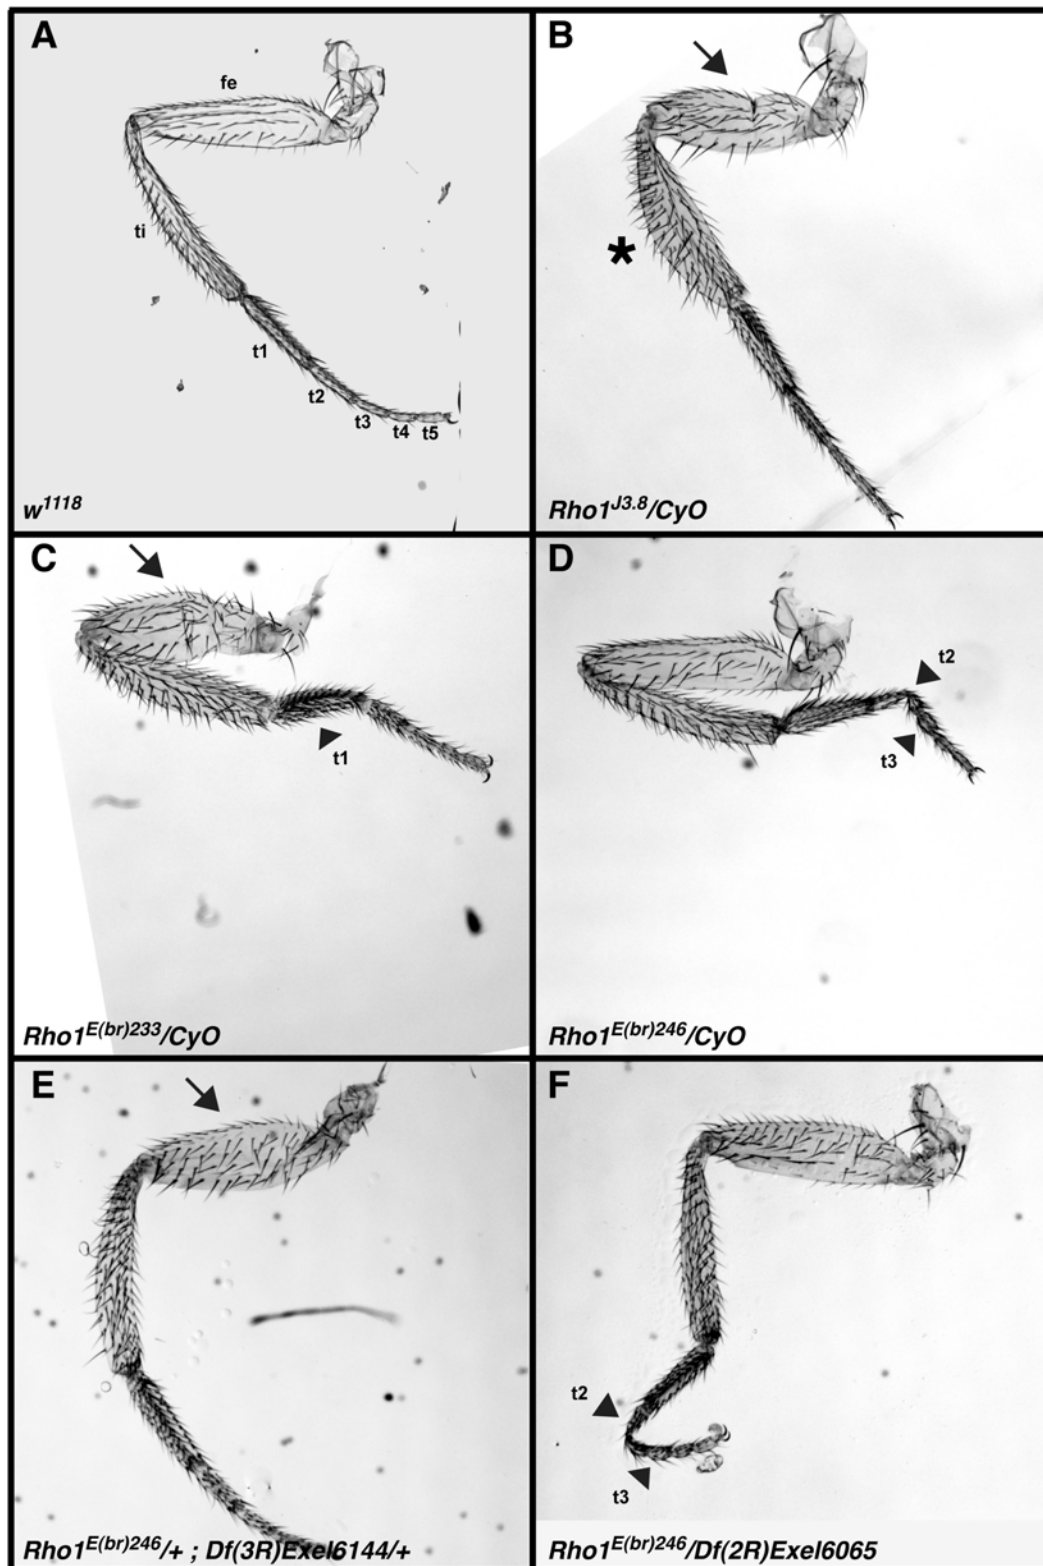 A
fe
ti
t1
t2
t3
t4
t5
w1118
B
*
Rho1J3.8/CyO
C
t1
Rho1E(br)233/CyO
D
t2
t3
Rho1E(br)246/CyO
E
Rho1E(br)246/+ ; Df(3R)Exel6144/+
F
t2
t3
Rho1E(br)246/Df(2R)Exel6065